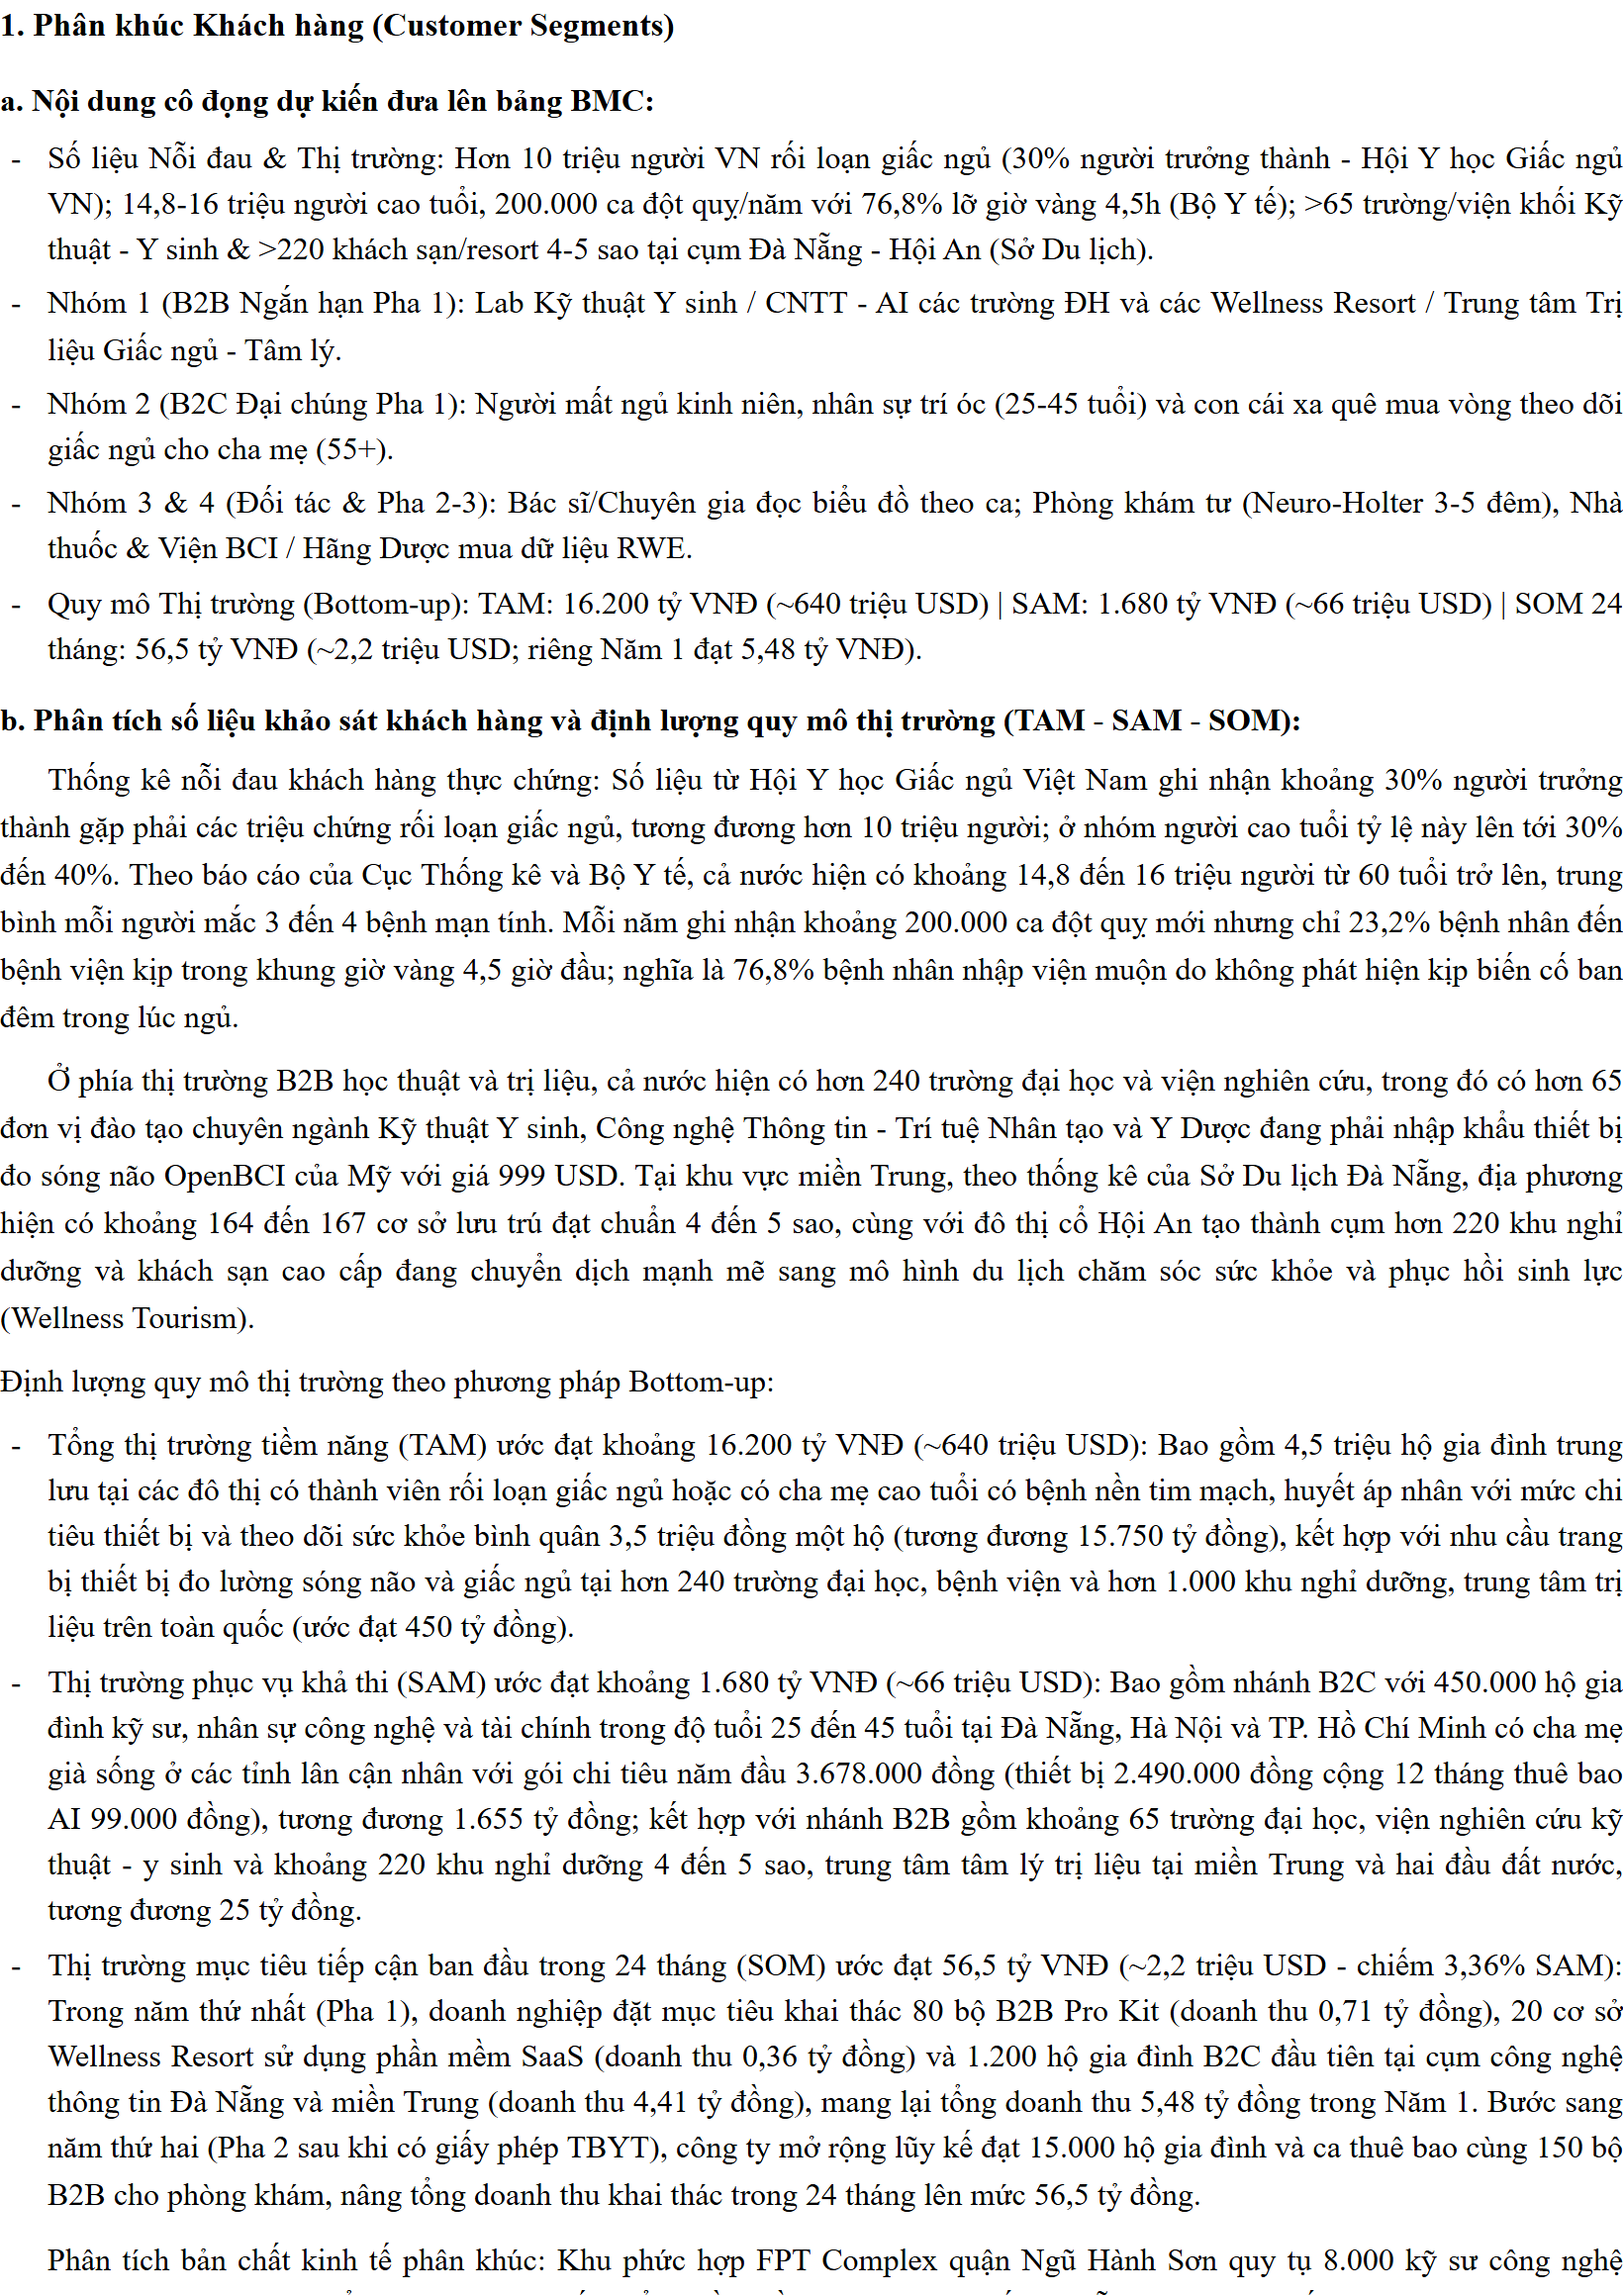 1. Phân khúc Khách hàng (Customer Segments)
a. Nội dung cô đọng dự kiến đưa lên bảng BMC:
- Số liệu Nỗi đau & Thị trường: Hơn 10 triệu người VN rối loạn giấc ngủ (30% người trưởng thành - Hội Y học Giấc ngủ
VN); 14,8-16 triệu người cao tuổi, 200.000 ca đột quỵ/năm với 76,8% lỡ giờ vàng 4,5h (Bộ Y tế); >65 trường/viện khối Kỹ
thuật - Y sinh & >220 khách sạn/resort 4-5 sao tại cụm Đà Nẵng - Hội An (Sở Du lịch).
- Nhóm 1 (B2B Ngắn hạn Pha 1): Lab Kỹ thuật Y sinh / CNTT - AI các trường ĐH và các Wellness Resort / Trung tâm Trị
liệu Giấc ngủ - Tâm lý.
- Nhóm 2 (B2C Đại chúng Pha 1): Người mất ngủ kinh niên, nhân sự trí óc (25-45 tuổi) và con cái xa quê mua vòng theo dõi
giấc ngủ cho cha mẹ (55+).
- Nhóm 3 & 4 (Đối tác & Pha 2-3): Bác sĩ/Chuyên gia đọc biểu đồ theo ca; Phòng khám tư (Neuro-Holter 3-5 đêm), Nhà
thuốc & Viện BCI / Hãng Dược mua dữ liệu RWE.
- Quy mô Thị trường (Bottom-up): TAM: 16.200 tỷ VNĐ (~640 triệu USD) | SAM: 1.680 tỷ VNĐ (~66 triệu USD) | SOM 24
tháng: 56,5 tỷ VNĐ (~2,2 triệu USD; riêng Năm 1 đạt 5,48 tỷ VNĐ).
b. Phân tích số liệu khảo sát khách hàng và định lượng quy mô thị trường (TAM - SAM - SOM):
Thống kê nỗi đau khách hàng thực chứng: Số liệu từ Hội Y học Giấc ngủ Việt Nam ghi nhận khoảng 30% người trưởng
thành gặp phải các triệu chứng rối loạn giấc ngủ, tương đương hơn 10 triệu người; ở nhóm người cao tuổi tỷ lệ này lên tới 30%
đến 40%. Theo báo cáo của Cục Thống kê và Bộ Y tế, cả nước hiện có khoảng 14,8 đến 16 triệu người từ 60 tuổi trở lên, trung
bình mỗi người mắc 3 đến 4 bệnh mạn tính. Mỗi năm ghi nhận khoảng 200.000 ca đột quỵ mới nhưng chỉ 23,2% bệnh nhân đến
bệnh viện kịp trong khung giờ vàng 4,5 giờ đầu; nghĩa là 76,8% bệnh nhân nhập viện muộn do không phát hiện kịp biến cố ban
đêm trong lúc ngủ.
Ở phía thị trường B2B học thuật và trị liệu, cả nước hiện có hơn 240 trường đại học và viện nghiên cứu, trong đó có hơn 65
đơn vị đào tạo chuyên ngành Kỹ thuật Y sinh, Công nghệ Thông tin - Trí tuệ Nhân tạo và Y Dược đang phải nhập khẩu thiết bị
đo sóng não OpenBCI của Mỹ với giá 999 USD. Tại khu vực miền Trung, theo thống kê của Sở Du lịch Đà Nẵng, địa phương
hiện có khoảng 164 đến 167 cơ sở lưu trú đạt chuẩn 4 đến 5 sao, cùng với đô thị cổ Hội An tạo thành cụm hơn 220 khu nghỉ
dưỡng và khách sạn cao cấp đang chuyển dịch mạnh mẽ sang mô hình du lịch chăm sóc sức khỏe và phục hồi sinh lực
(Wellness Tourism).
Định lượng quy mô thị trường theo phương pháp Bottom-up:
- Tổng thị trường tiềm năng (TAM) ước đạt khoảng 16.200 tỷ VNĐ (~640 triệu USD): Bao gồm 4,5 triệu hộ gia đình trung
lưu tại các đô thị có thành viên rối loạn giấc ngủ hoặc có cha mẹ cao tuổi có bệnh nền tim mạch, huyết áp nhân với mức chi
tiêu thiết bị và theo dõi sức khỏe bình quân 3,5 triệu đồng một hộ (tương đương 15.750 tỷ đồng), kết hợp với nhu cầu trang
bị thiết bị đo lường sóng não và giấc ngủ tại hơn 240 trường đại học, bệnh viện và hơn 1.000 khu nghỉ dưỡng, trung tâm trị
liệu trên toàn quốc (ước đạt 450 tỷ đồng).
- Thị trường phục vụ khả thi (SAM) ước đạt khoảng 1.680 tỷ VNĐ (~66 triệu USD): Bao gồm nhánh B2C với 450.000 hộ gia
đình kỹ sư, nhân sự công nghệ và tài chính trong độ tuổi 25 đến 45 tuổi tại Đà Nẵng, Hà Nội và TP. Hồ Chí Minh có cha mẹ
già sống ở các tỉnh lân cận nhân với gói chi tiêu năm đầu 3.678.000 đồng (thiết bị 2.490.000 đồng cộng 12 tháng thuê bao
AI 99.000 đồng), tương đương 1.655 tỷ đồng; kết hợp với nhánh B2B gồm khoảng 65 trường đại học, viện nghiên cứu kỹ
thuật - y sinh và khoảng 220 khu nghỉ dưỡng 4 đến 5 sao, trung tâm tâm lý trị liệu tại miền Trung và hai đầu đất nước,
tương đương 25 tỷ đồng.
- Thị trường mục tiêu tiếp cận ban đầu trong 24 tháng (SOM) ước đạt 56,5 tỷ VNĐ (~2,2 triệu USD - chiếm 3,36% SAM):
Trong năm thứ nhất (Pha 1), doanh nghiệp đặt mục tiêu khai thác 80 bộ B2B Pro Kit (doanh thu 0,71 tỷ đồng), 20 cơ sở
Wellness Resort sử dụng phần mềm SaaS (doanh thu 0,36 tỷ đồng) và 1.200 hộ gia đình B2C đầu tiên tại cụm công nghệ
thông tin Đà Nẵng và miền Trung (doanh thu 4,41 tỷ đồng), mang lại tổng doanh thu 5,48 tỷ đồng trong Năm 1. Bước sang
năm thứ hai (Pha 2 sau khi có giấy phép TBYT), công ty mở rộng lũy kế đạt 15.000 hộ gia đình và ca thuê bao cùng 150 bộ
B2B cho phòng khám, nâng tổng doanh thu khai thác trong 24 tháng lên mức 56,5 tỷ đồng.
Phân tích bản chất kinh tế phân khúc: Khu phức hợp FPT Complex quận Ngũ Hành Sơn quy tụ 8.000 kỹ sư công nghệ